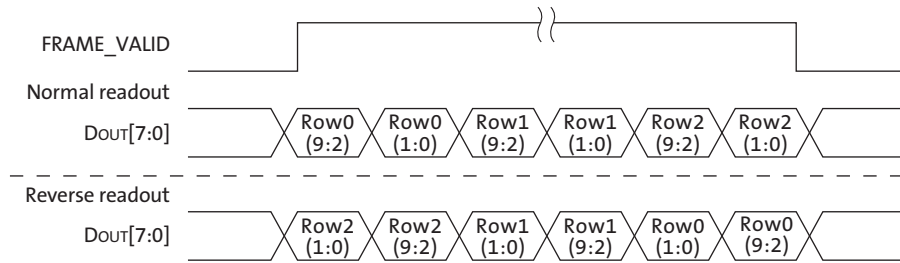 FRAME_VALID
Normal readout
DOUT[7:0]
Row0 Row0 Row1 Row1 Row2 Row2
(9:2) (1:0) (9:2) (1:0) (9:2) (1:0)
Reverse readout
DOUT[7:0]
Row2 Row2 Row1 Row1 Row0 Row0
(1:0) (9:2) (1:0) (9:2) (1:0) (9:2)